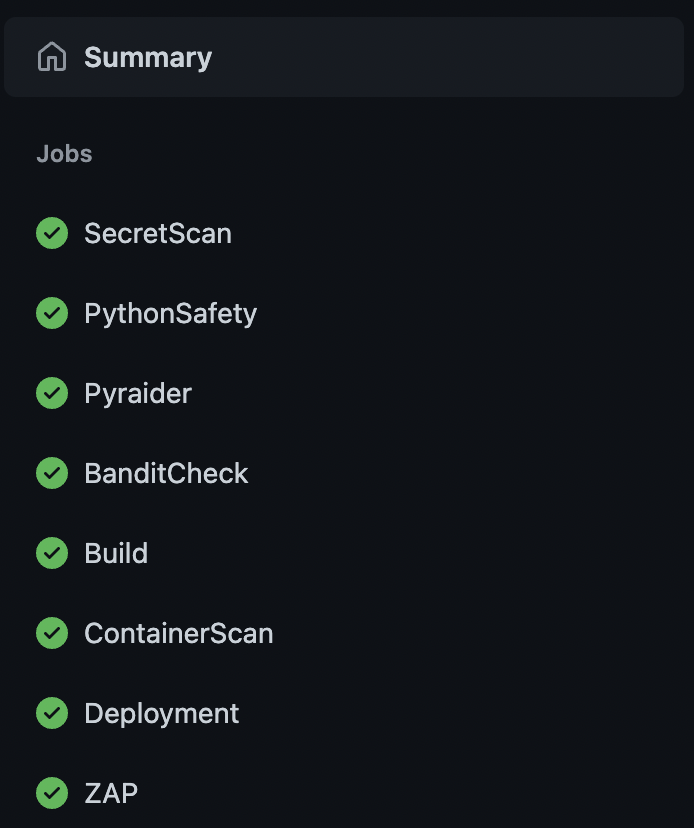 Summary
Jobs
SecretScan
PythonSafety
Pyraider
BanditCheck
Build
ContainerScan
Deployment
ZAP